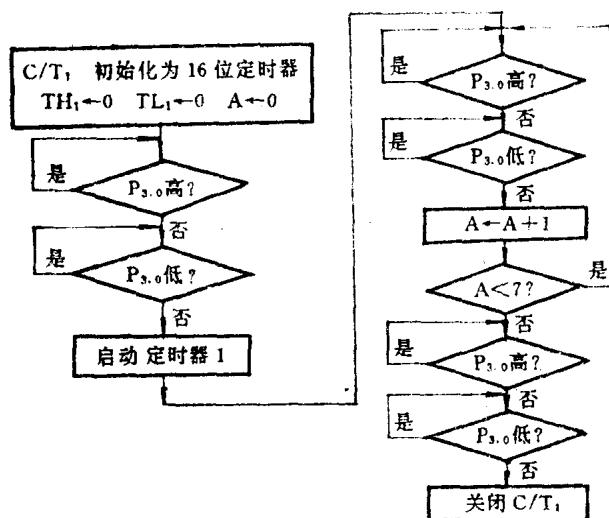 C/T₁ 初始化为 16 位定时器
TH₁←0 TL₁←0 A←0
是
P₃.₀高?
否
是
P₃.₀低?
否
启动 定时器 1
是
P₃.₀高?
否
是
P₃.₀低?
否
A←A+1
A<7?
是
是
P₃.₀高?
否
是
P₃.₀低?
否
关闭 C/T₁